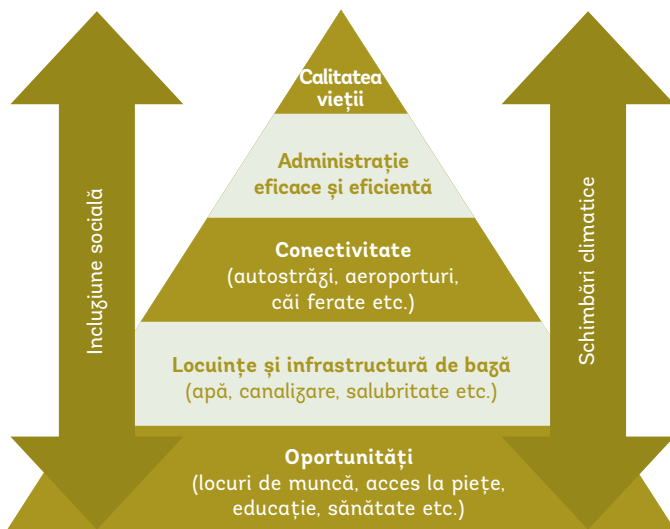 Calitatea
vieții
Administrație
eficace și eficientă
Conectivitate
(autostrăzi, aeroporturi,
căi ferate etc.)
Locuințe și infrastructură de bază
(apă, canalizare, salubritate etc.)
Oportunități
(locuri de muncă, acces la piețe,
educație, sănătate etc.)
Incluziune socială
Schimbări climatice